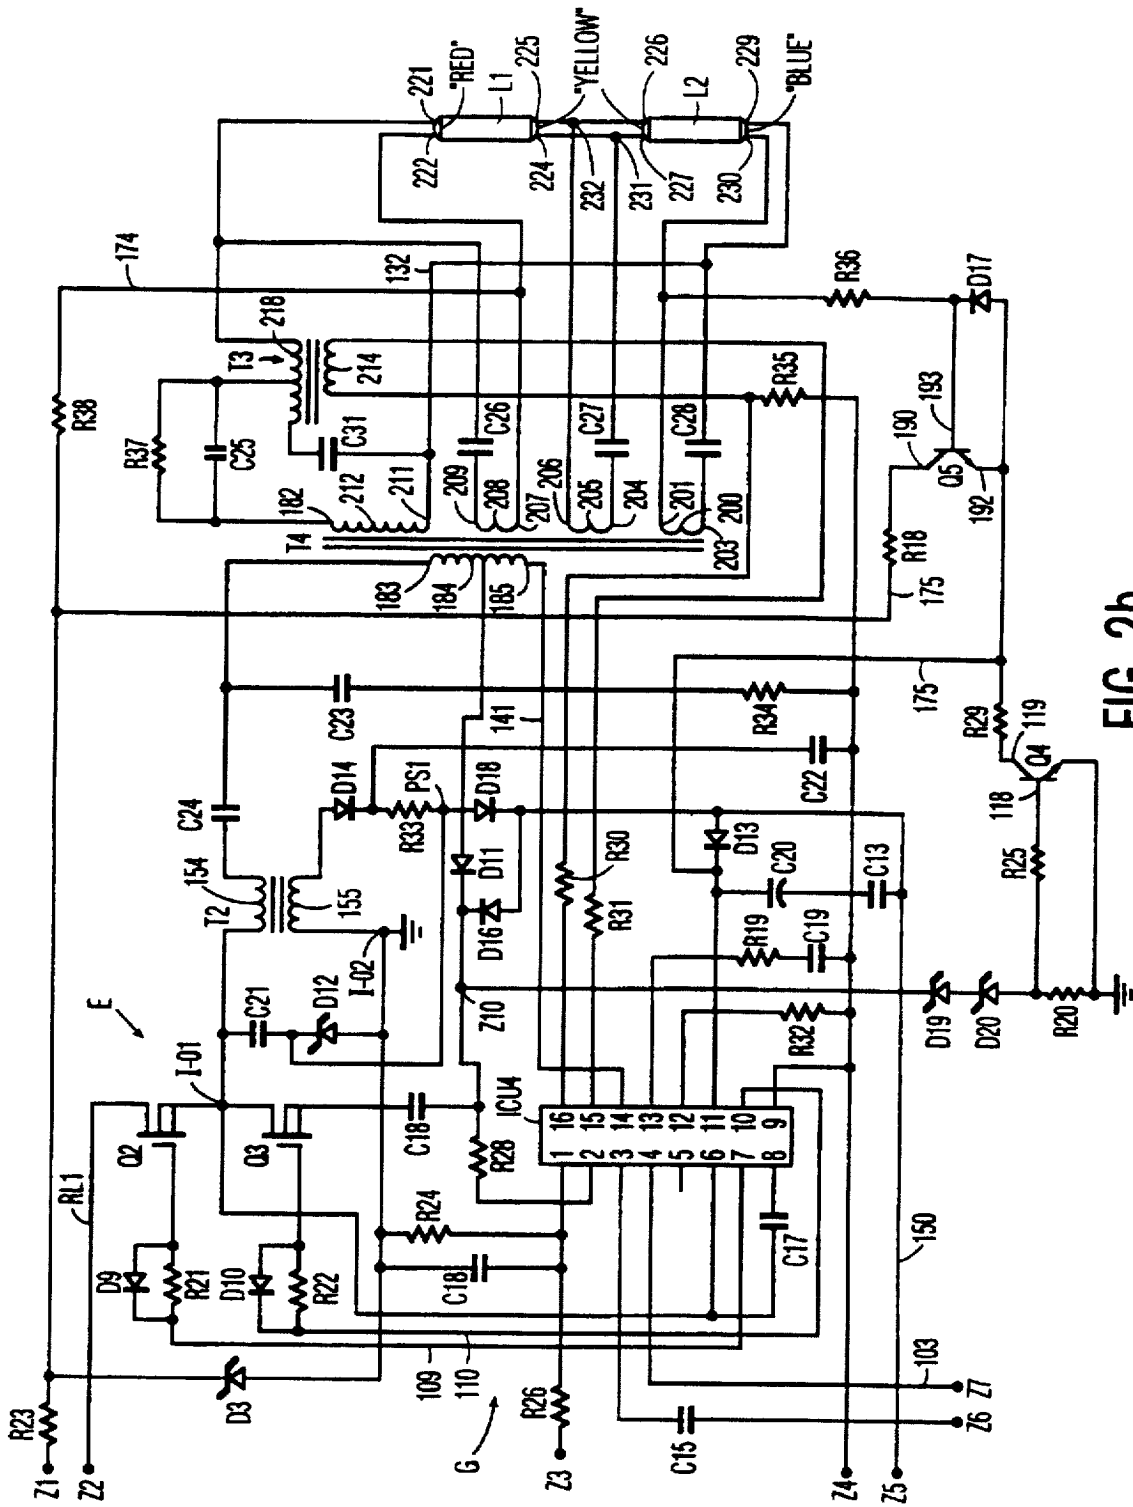 R23
Z1
RL1
Z2
D9
R21
Q2
I-01
E
D3
109
110
D10
R22
Q3
C21
D12
I-02
T2
154
155
C24
D14
R33
PS1
D18
C23
R38
R37
C25
T3
218
214
174
C31
T4
182
212
211
183
184
185
209
208
207
C26
132
206
205
204
C27
201
200
203
C28
R35
221
222
"RED"
L1
225
224
"YELLOW"
232
231
226
227
L2
229
230
"BLUE"
R36
D17
193
190
Q5
192
R18
175
175
R29
119
Q4
118
R25
R34
C22
141
D11
D16
Z10
R30
R31
D13
C20
C13
R19
C19
R32
D19
D20
R20
C18
R28
ICU4
R24
C18
G
R26
Z3
16
15
14
13
12
11
10
9
1
2
3
4
5
6
7
8
C17
C15
150
103
Z7
Z6
Z4
Z5
FIG. 2b